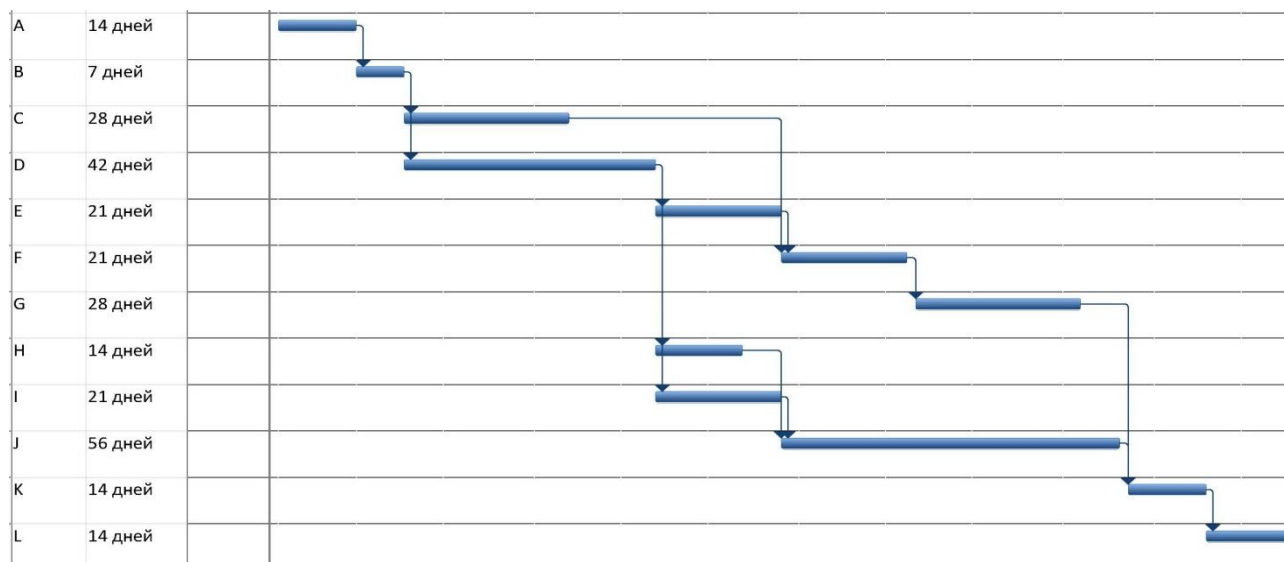 A 14 дней
B 7 дней
C 28 дней
D 42 дней
E 21 дней
F 21 дней
G 28 дней
H 14 дней
I 21 дней
J 56 дней
K 14 дней
L 14 дней